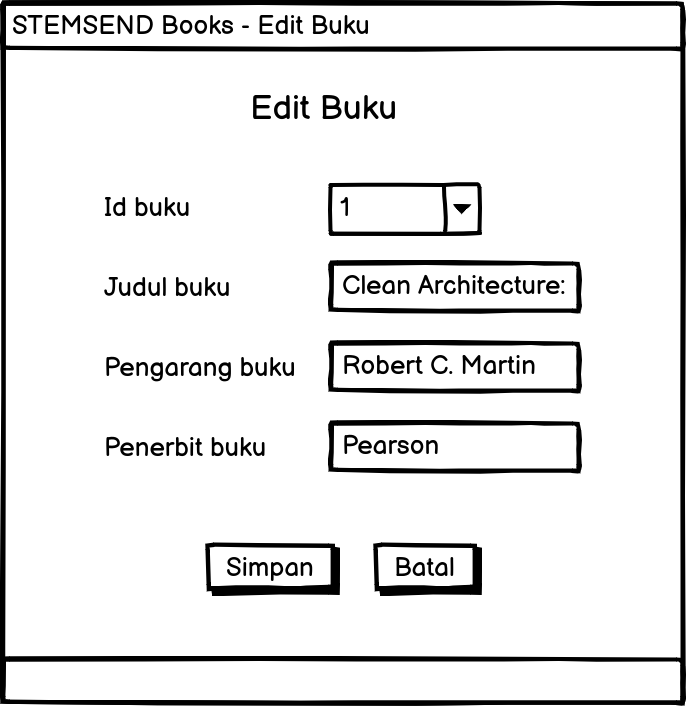 STEMSEND Books - Edit Buku
Edit Buku
Id buku 1
Judul buku Clean Architecture:
Pengarang buku Robert C. Martin
Penerbit buku Pearson
Simpan Batal